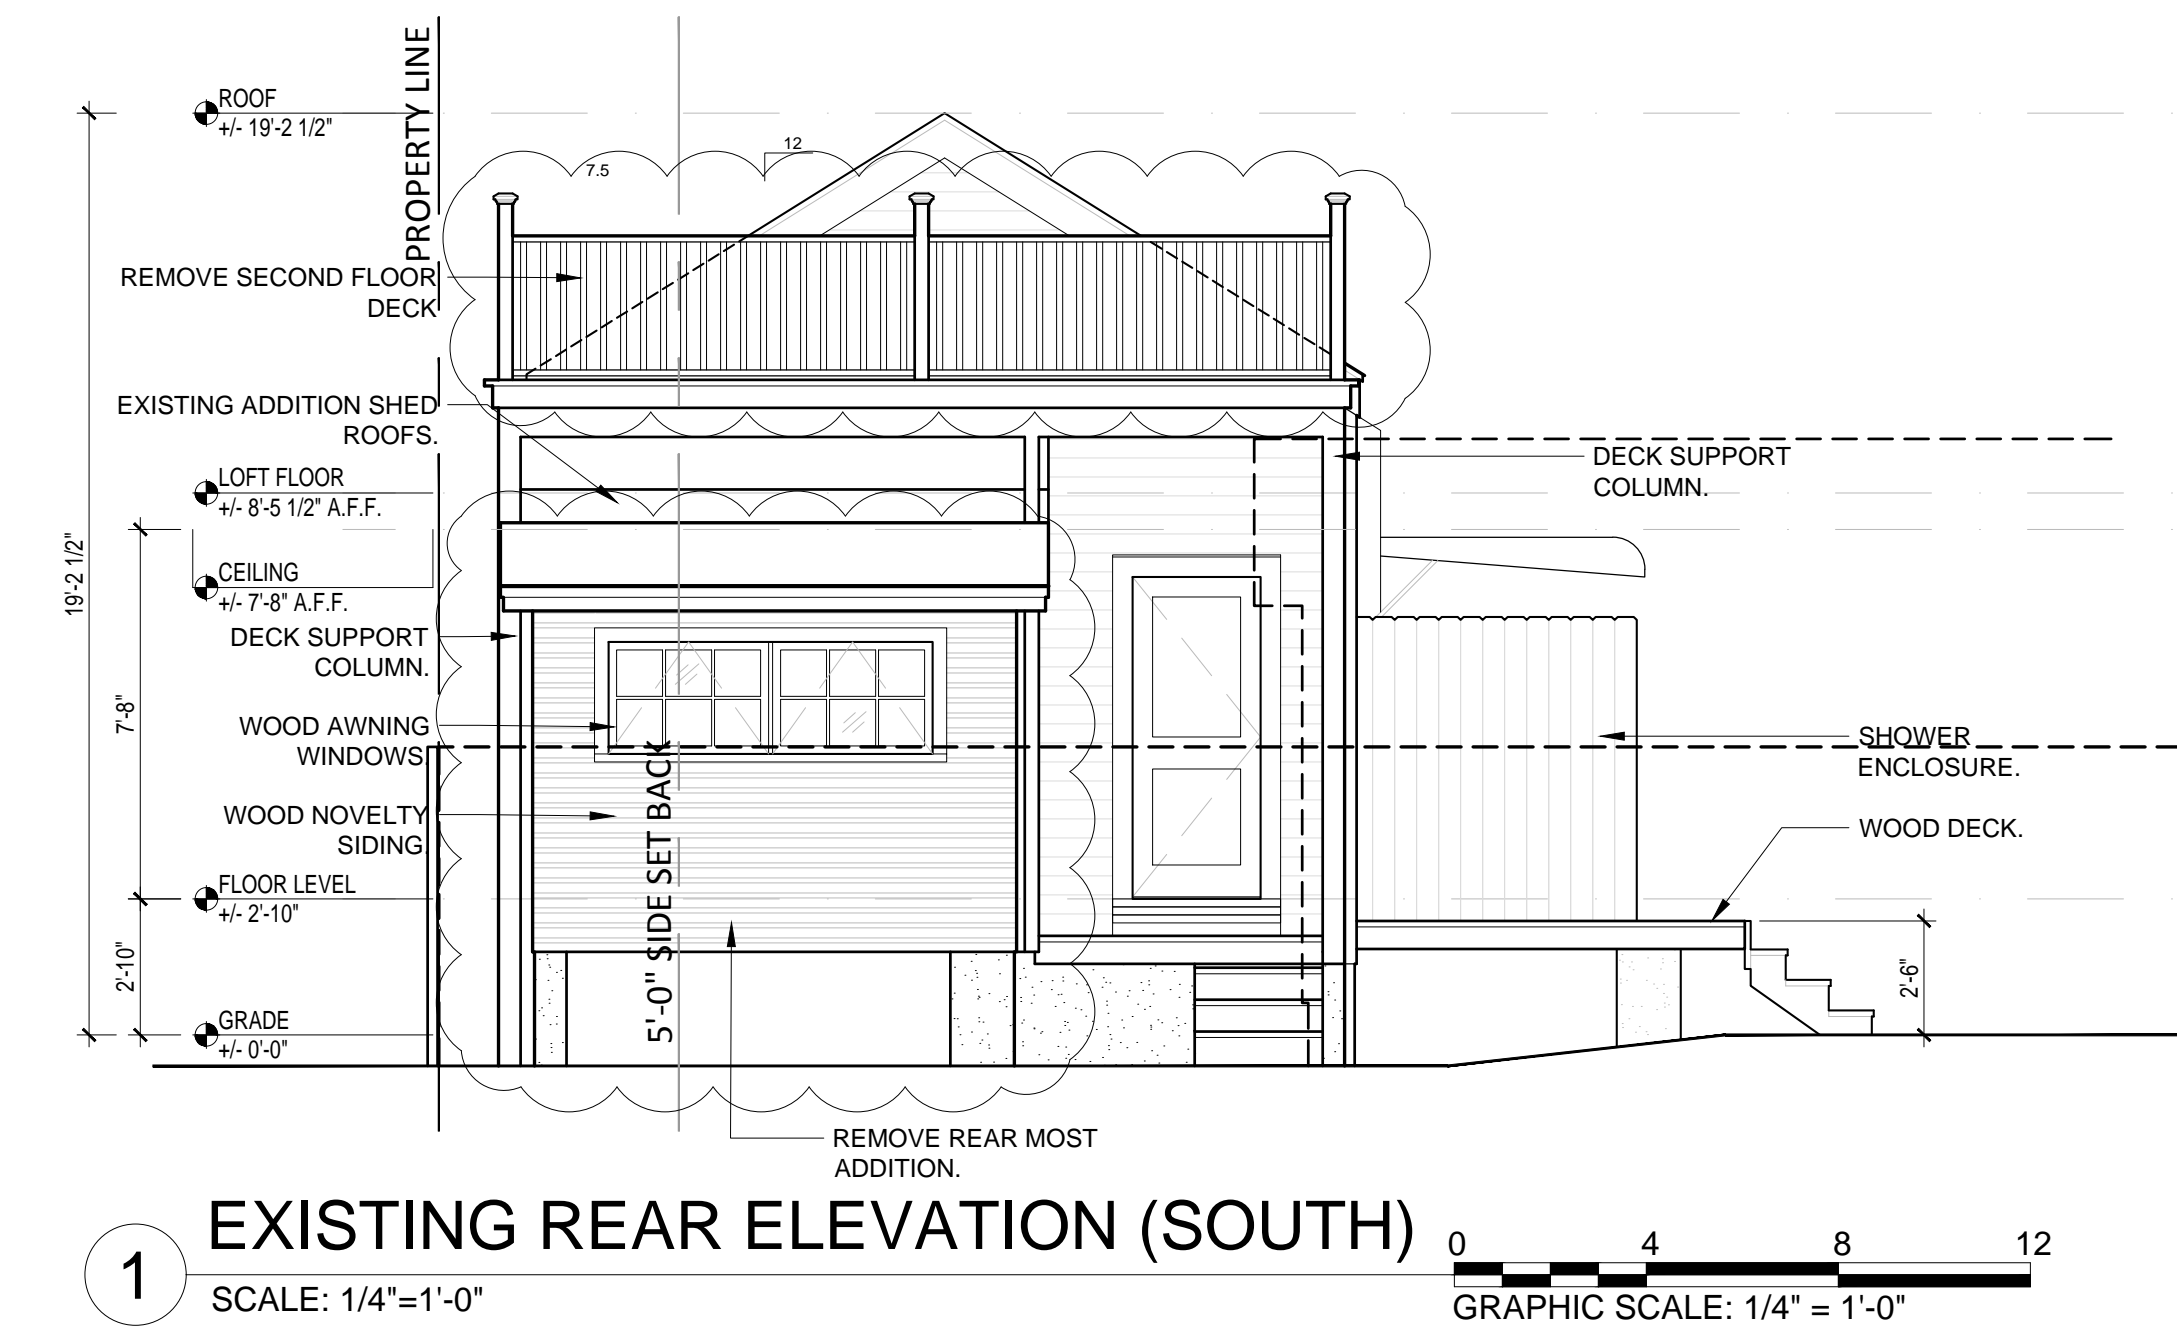 PROPERTY LINE
ROOF
+/- 19'-2 1/2"
12
7.5
REMOVE SECOND FLOOR
DECK
EXISTING ADDITION SHED
ROOFS.
DECK SUPPORT
COLUMN.
LOFT FLOOR
+/- 8'-5 1/2" A.F.F.
19'-2 1/2"
CEILING
+/- 7'-8" A.F.F.
DECK SUPPORT
COLUMN.
7'-8"
WOOD AWNING
WINDOWS.
SHOWER
ENCLOSURE.
WOOD NOVELTY
SIDING.
WOOD DECK.
5'-0" SIDE SET BACK
FLOOR LEVEL
+/- 2'-10"
2'-10"
2'-6"
GRADE
+/- 0'-0"
REMOVE REAR MOST
ADDITION.
1
EXISTING REAR ELEVATION (SOUTH)
SCALE: 1/4"=1'-0"
0 4 8 12
GRAPHIC SCALE: 1/4" = 1'-0"